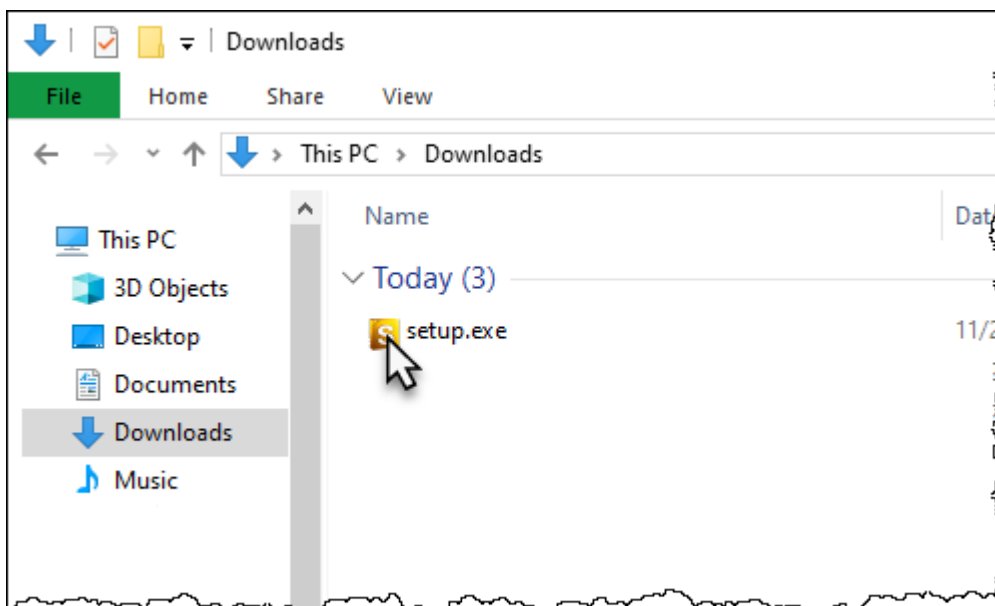 Downloads
File Home Share View
This PC > Downloads
Name
This PC
3D Objects
Desktop
Documents
Downloads
Music
Today (3)
S
setup.exe